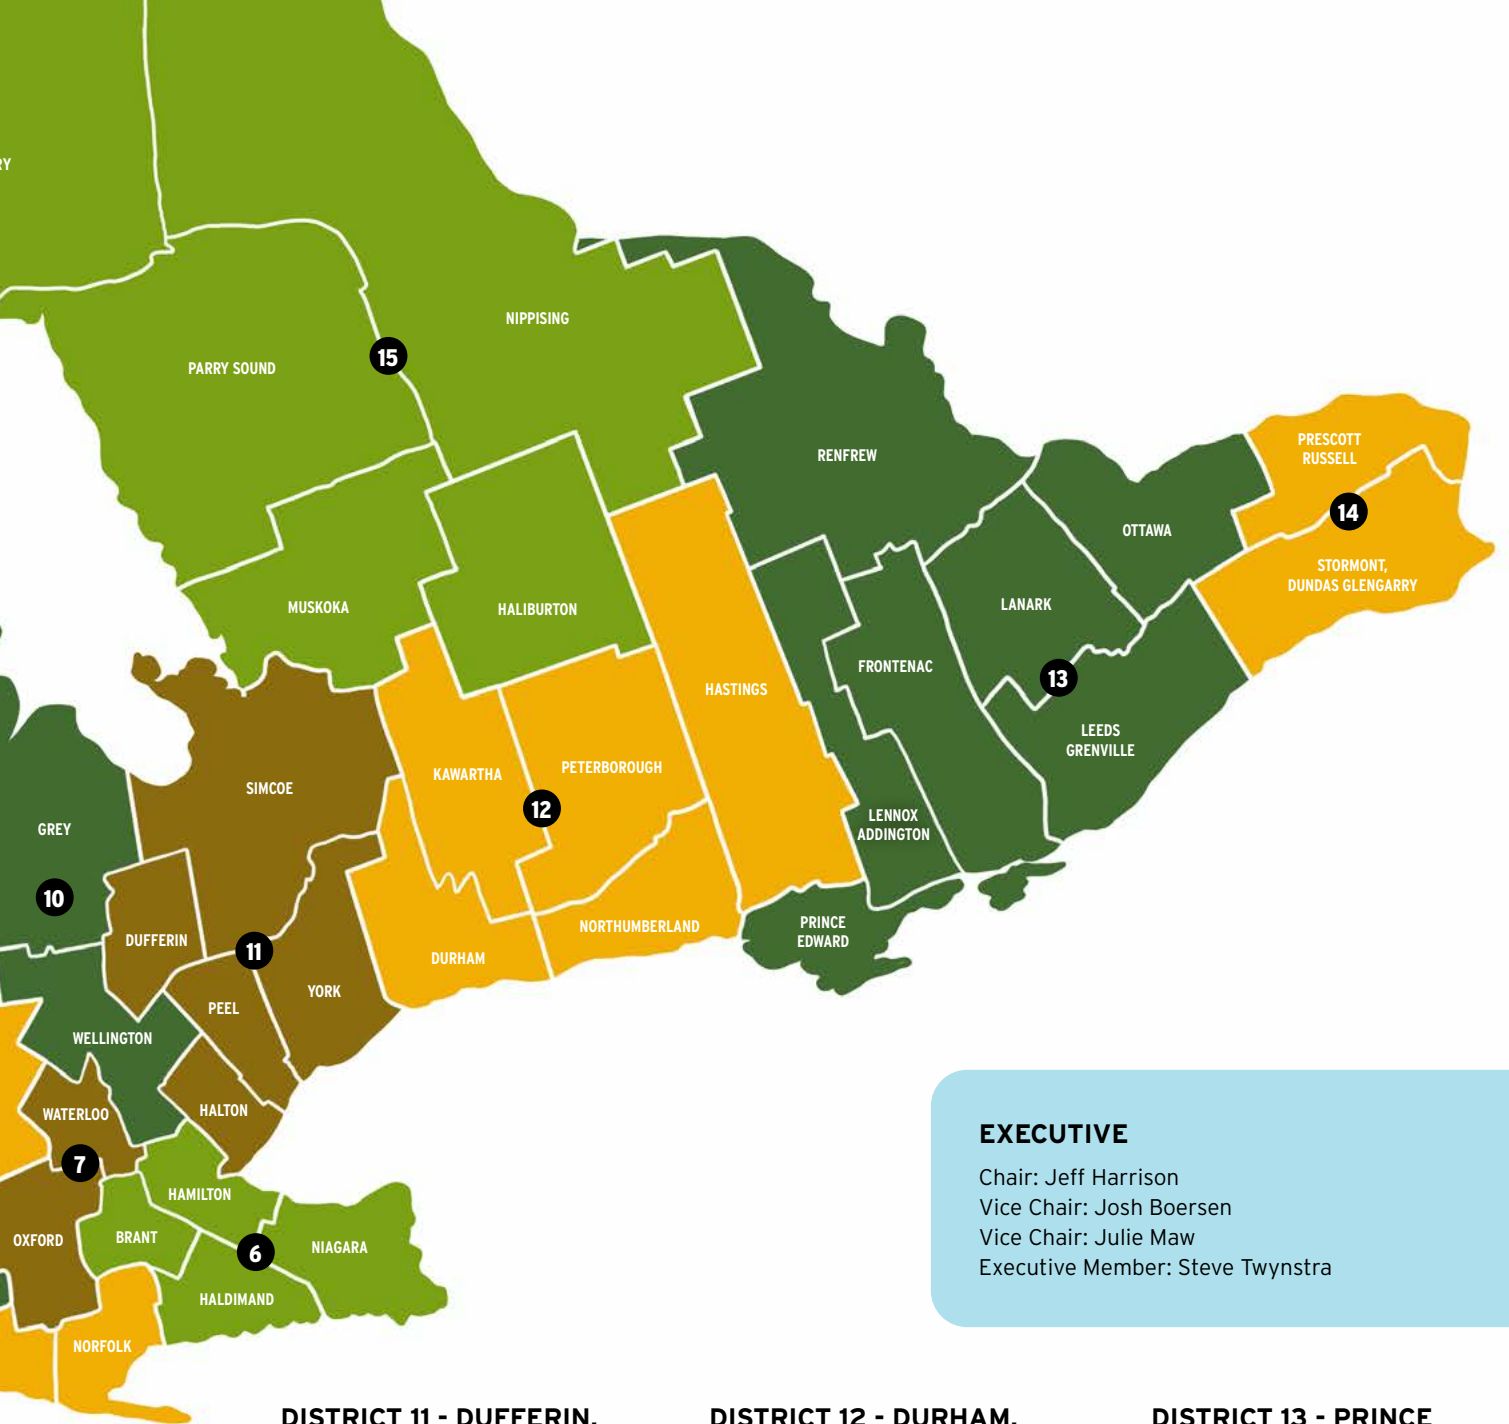 NIPPISING
PARRY SOUND
15
RENFREW
PRESCOTT
RUSSELL
14
OTTAWA
STORMONT,
DUNDAS GLENGARRY
MUSKOKA
HALIBURTON
LANARK
FRONTENAC
13
HASTINGS
LEEDS
GRENVILLE
KAWARTHA
PETERBOROUGH
SIMCOE
12
LENNOX
ADDINGTON
GREY
10
PRINCE
EDWARD
NORTHUMBERLAND
DUFFERIN
11
DURHAM
YORK
PEEL
WELLINGTON
WATERLOO
HALTON
7
HAMILTON
OXFORD
BRANT
6
NIAGARA
HALDIMAND
NORFOLK
EXECUTIVE
Chair: Jeff Harrison
Vice Chair: Josh Boersen
Vice Chair: Julie Maw
Executive Member: Steve Twynstra
DISTRICT 11 - DUFFERIN,
DISTRICT 12 - DURHAM,
DISTRICT 13 - PRINCE